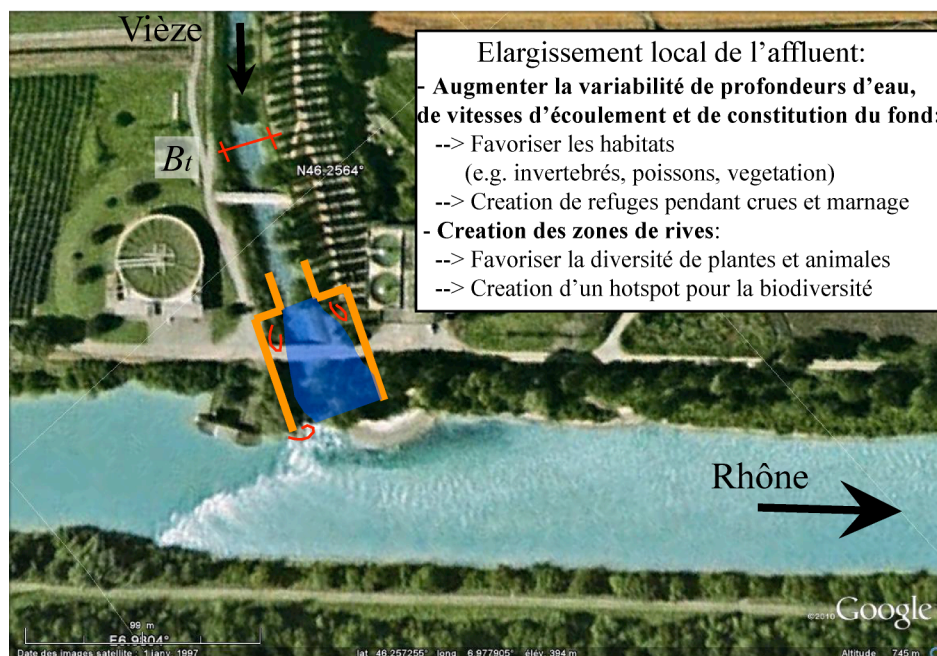 Vièze
Elargissement local de l’affluent:
- Augmenter la variabilité de profondeurs d’eau,
de vitesses d’écoulement et de constitution du fond:
--> Favoriser les habitats
(e.g. invertebrés, poissons, vegetation)
--> Creation de refuges pendant crues et marnage
- Creation des zones de rives:
--> Favoriser la diversité de plantes et animales
--> Creation d’un hotspot pour la biodiversité
Bt
N46.2564°
Rhône
©2010 Google
99 m
E6.9804°
Date des images satellite : 1 janv. 1997 lat 46.257255° long 6.977905° élév. 394 m Altitude 745 m